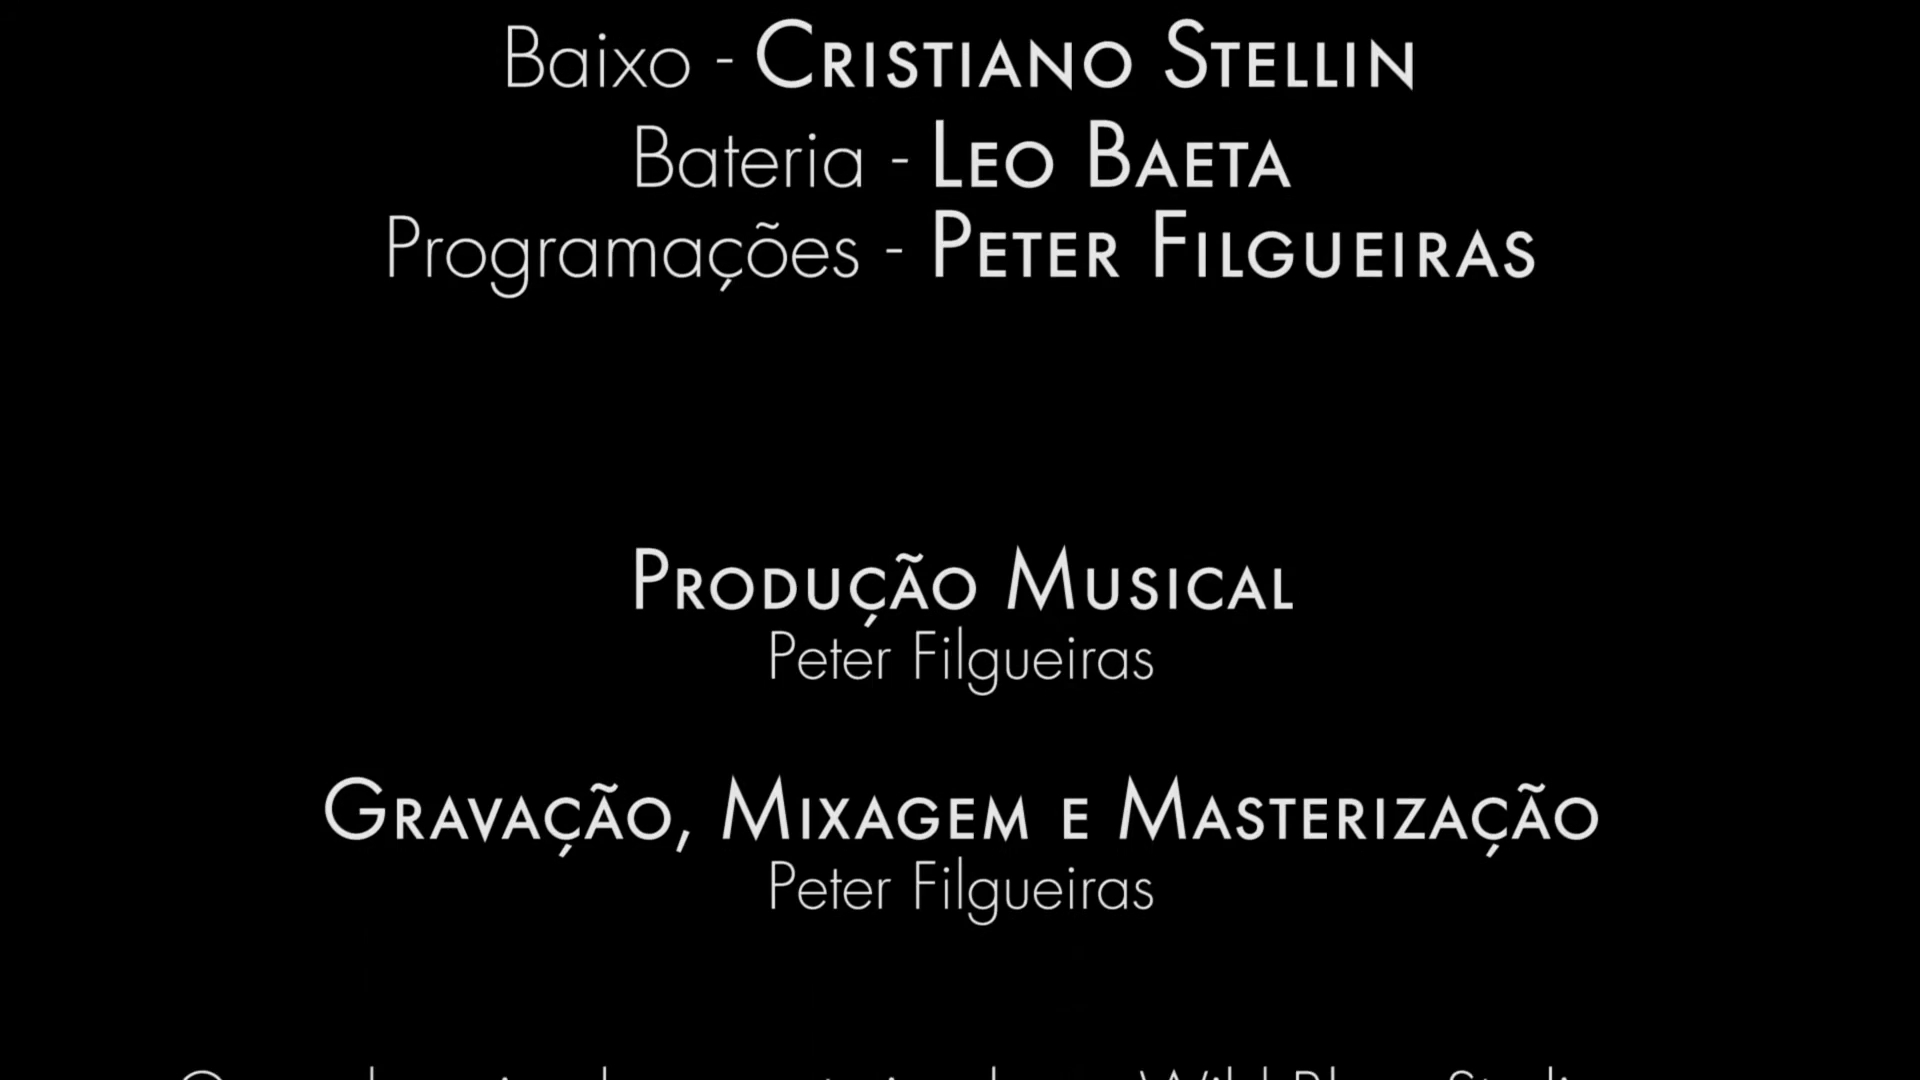 Baixo - Cristiano Stellin
Bateria - Leo Baeta
Programações - Peter Filgueiras
Produção Musical
Peter Filgueiras
Gravação, Mixagem e Masterização
Peter Filgueiras